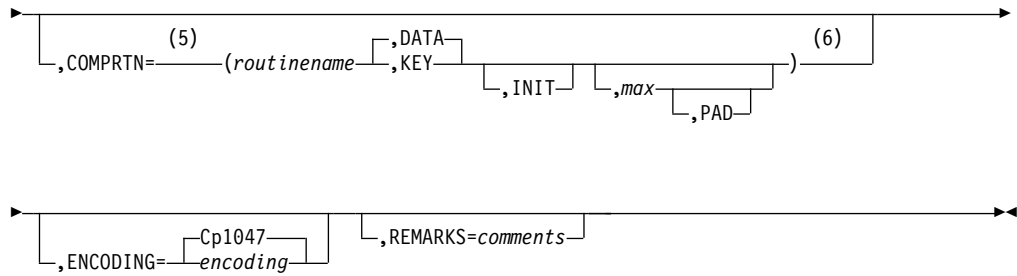 (5) ,DATA (6)
,COMPRTN= (routinename ,KEY )
,INIT ,max
,PAD
Cp1047
,ENCODING= encoding ,REMARKS=comments